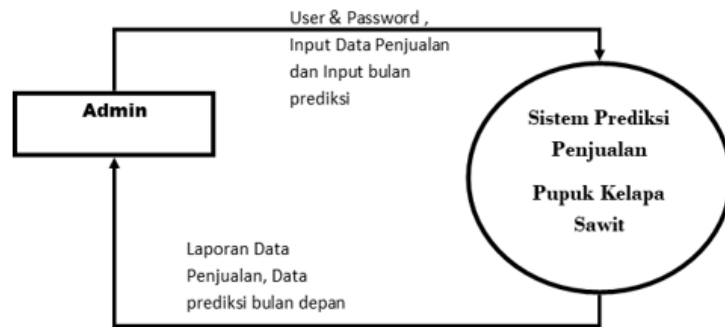 User & Password ,
Input Data Penjualan
dan Input bulan
prediksi
Admin
Sistem Prediksi
Penjualan
Pupuk Kelapa
Sawit
Laporan Data
Penjualan, Data
prediksi bulan depan